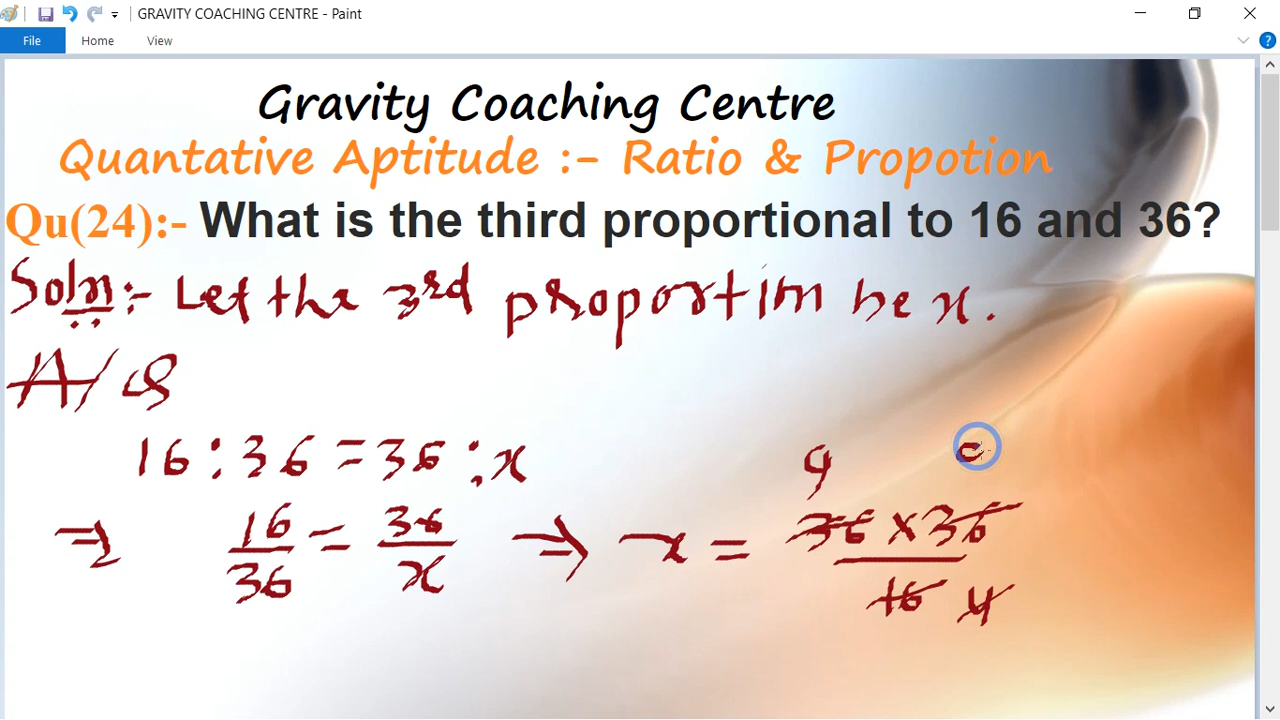 GRAVITY COACHING CENTRE - Paint
File Home View
Gravity Coaching Centre
Quantative Aptitude :- Ratio & Propotion
Qu(24):- What is the third proportional to 16 and 36?
Soln:- Let the 3rd proportion be x.
A/Q
16 : 36 = 36 : x
9
⇒ 16/36 = 36/x ⇒ x = 36 × 36 / 16 4